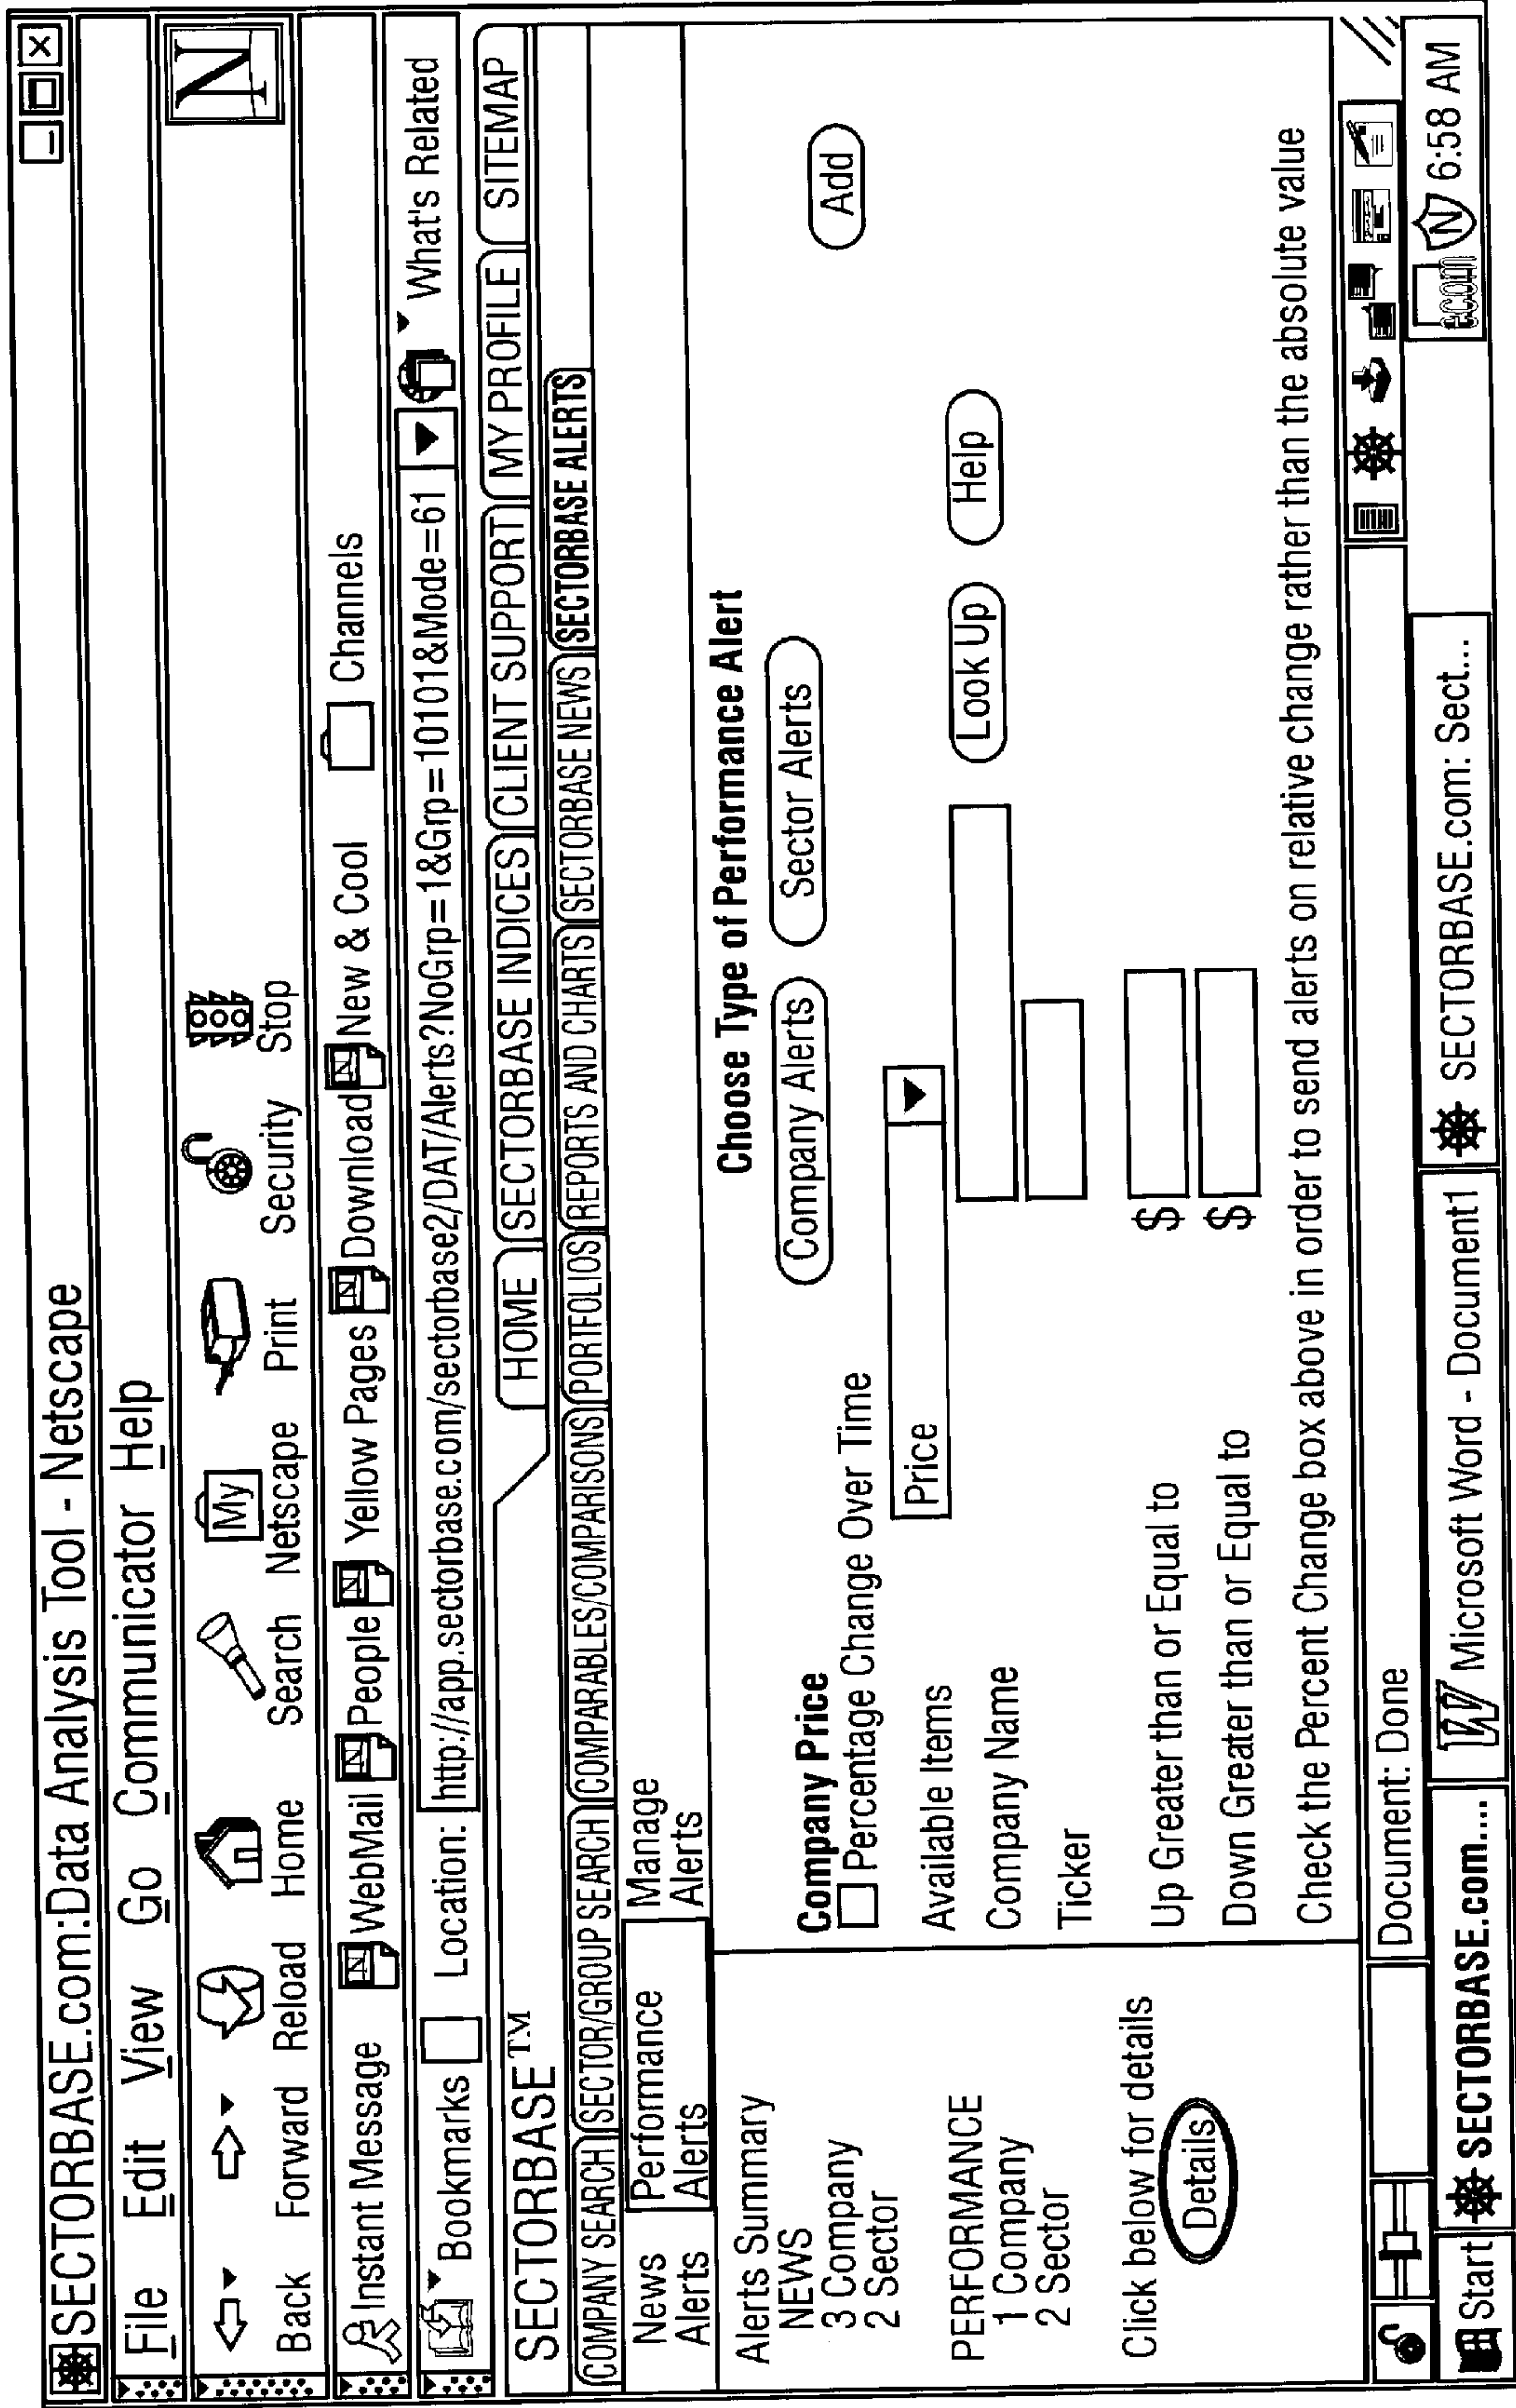 SECTORBASE.com:Data Analysis Tool - Netscape
File Edit View Go Communicator Help
N
Back Forward Reload Home Search Netscape Print Security Stop
My
Instant Message WebMail People Yellow Pages Download New & Cool Channels
Bookmarks Location: http://app.sectorbase.com/sectorbase2/DAT/Alerts?NoGrp=1&Grp=10101&Mode=61 What's Related
SECTORBASE™ HOME SECTORBASE INDICES CLIENT SUPPORT MY PROFILE SITEMAP
COMPANY SEARCH SECTOR/GROUP SEARCH COMPARABLES/COMPARISONS PORTFOLIOS REPORTS AND CHARTS SECTORBASE NEWS SECTORBASE ALERTS
News Alerts
Performance Alerts
Manage Alerts
Alerts Summary
NEWS
3 Company
2 Sector
PERFORMANCE
1 Company
2 Sector
Click below for details
Details
Choose Type of Performance Alert
Company Alerts Sector Alerts
Company Price Add
Percentage Change Over Time
Available Items Price
Company Name Look Up Help
Ticker
Up Greater than or Equal to $
Down Greater than or Equal to $
Check the Percent Change box above in order to send alerts on relative change rather than the absolute value
Document: Done
Start SECTORBASE.com... Microsoft Word - Document1 SECTORBASE.com: Sect... ecom N 6:58 AM